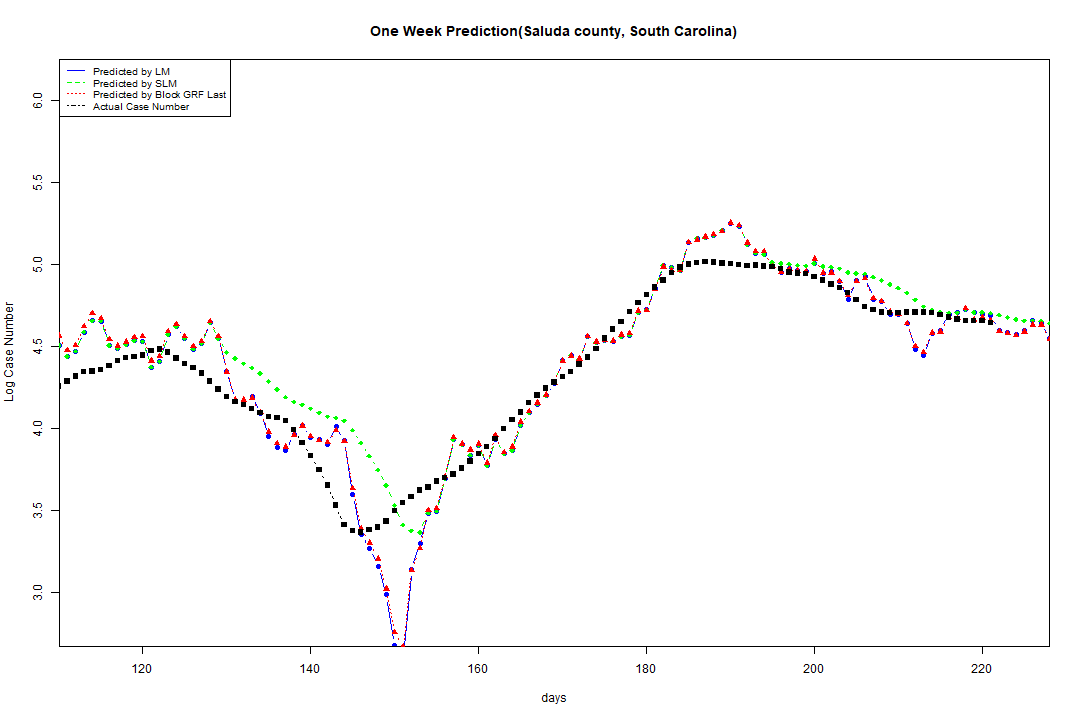 One Week Prediction(Saluda county, South Carolina)
Predicted by LM
Predicted by SLM
Predicted by Block GRF Last
Actual Case Number
6.0
5.5
5.0
4.5
4.0
3.5
3.0
Log Case Number
120 140 160 180 200 220
days